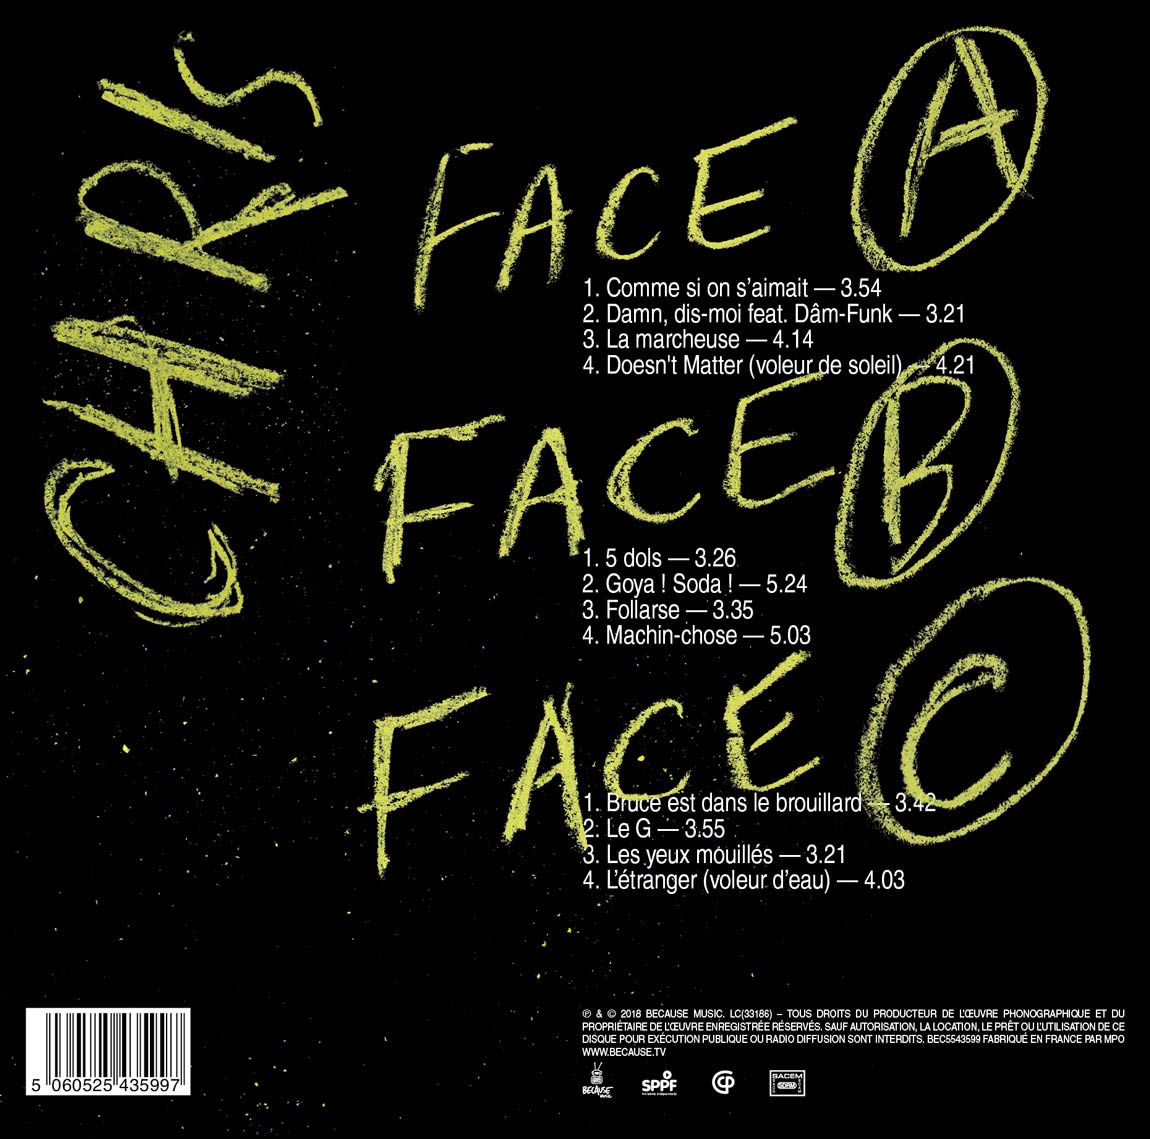 CHRIS
FACE A
1. Comme si on s’aimait — 3.54
2. Damn, dis-moi feat. Dâm-Funk — 3.21
3. La marcheuse — 4.14
4. Doesn't Matter (voleur de soleil) — 4.21
FACE B
1. 5 dols — 3.26
2. Goya ! Soda ! — 5.24
3. Follarse — 3.35
4. Machin-chose — 5.03
FACE C
1. Bruce est dans le brouillard — 3.42
2. Le G — 3.55
3. Les yeux mouillés — 3.21
4. L’étranger (voleur d’eau) — 4.03
℗ & © 2018 BECAUSE MUSIC. LC(33186) – TOUS DROITS DU PRODUCTEUR DE L’ŒUVRE PHONOGRAPHIQUE ET DU
PROPRIÉTAIRE DE L’ŒUVRE ENREGISTRÉE RÉSERVÉS. SAUF AUTORISATION, LA LOCATION, LE PRÊT OU L’UTILISATION DE CE
DISQUE POUR EXÉCUTION PUBLIQUE OU RADIO DIFFUSION SONT INTERDITS. BEC5543599 FABRIQUÉ EN FRANCE PAR MPO
WWW.BECAUSE.TV
5 060525 435997
BECAUSE
music
SPPF
SACEM
SDRM